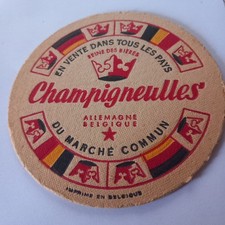 EN VENTE DANS TOUS LES PAYS
REINE DES BIÈRES
Champigneulles
ALLEMAGNE
BELGIQUE
DU MARCHÉ COMMUN
IMPRIMÉ EN BELGIQUE